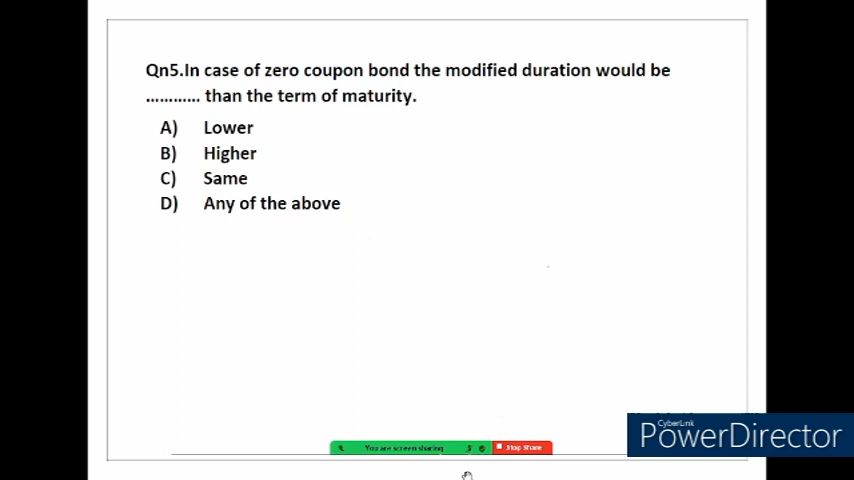 Qn5.In case of zero coupon bond the modified duration would be
............ than the term of maturity.
A) Lower
B) Higher
C) Same
D) Any of the above
CyberLink
PowerDirector
You are screen sharing
Stop Share